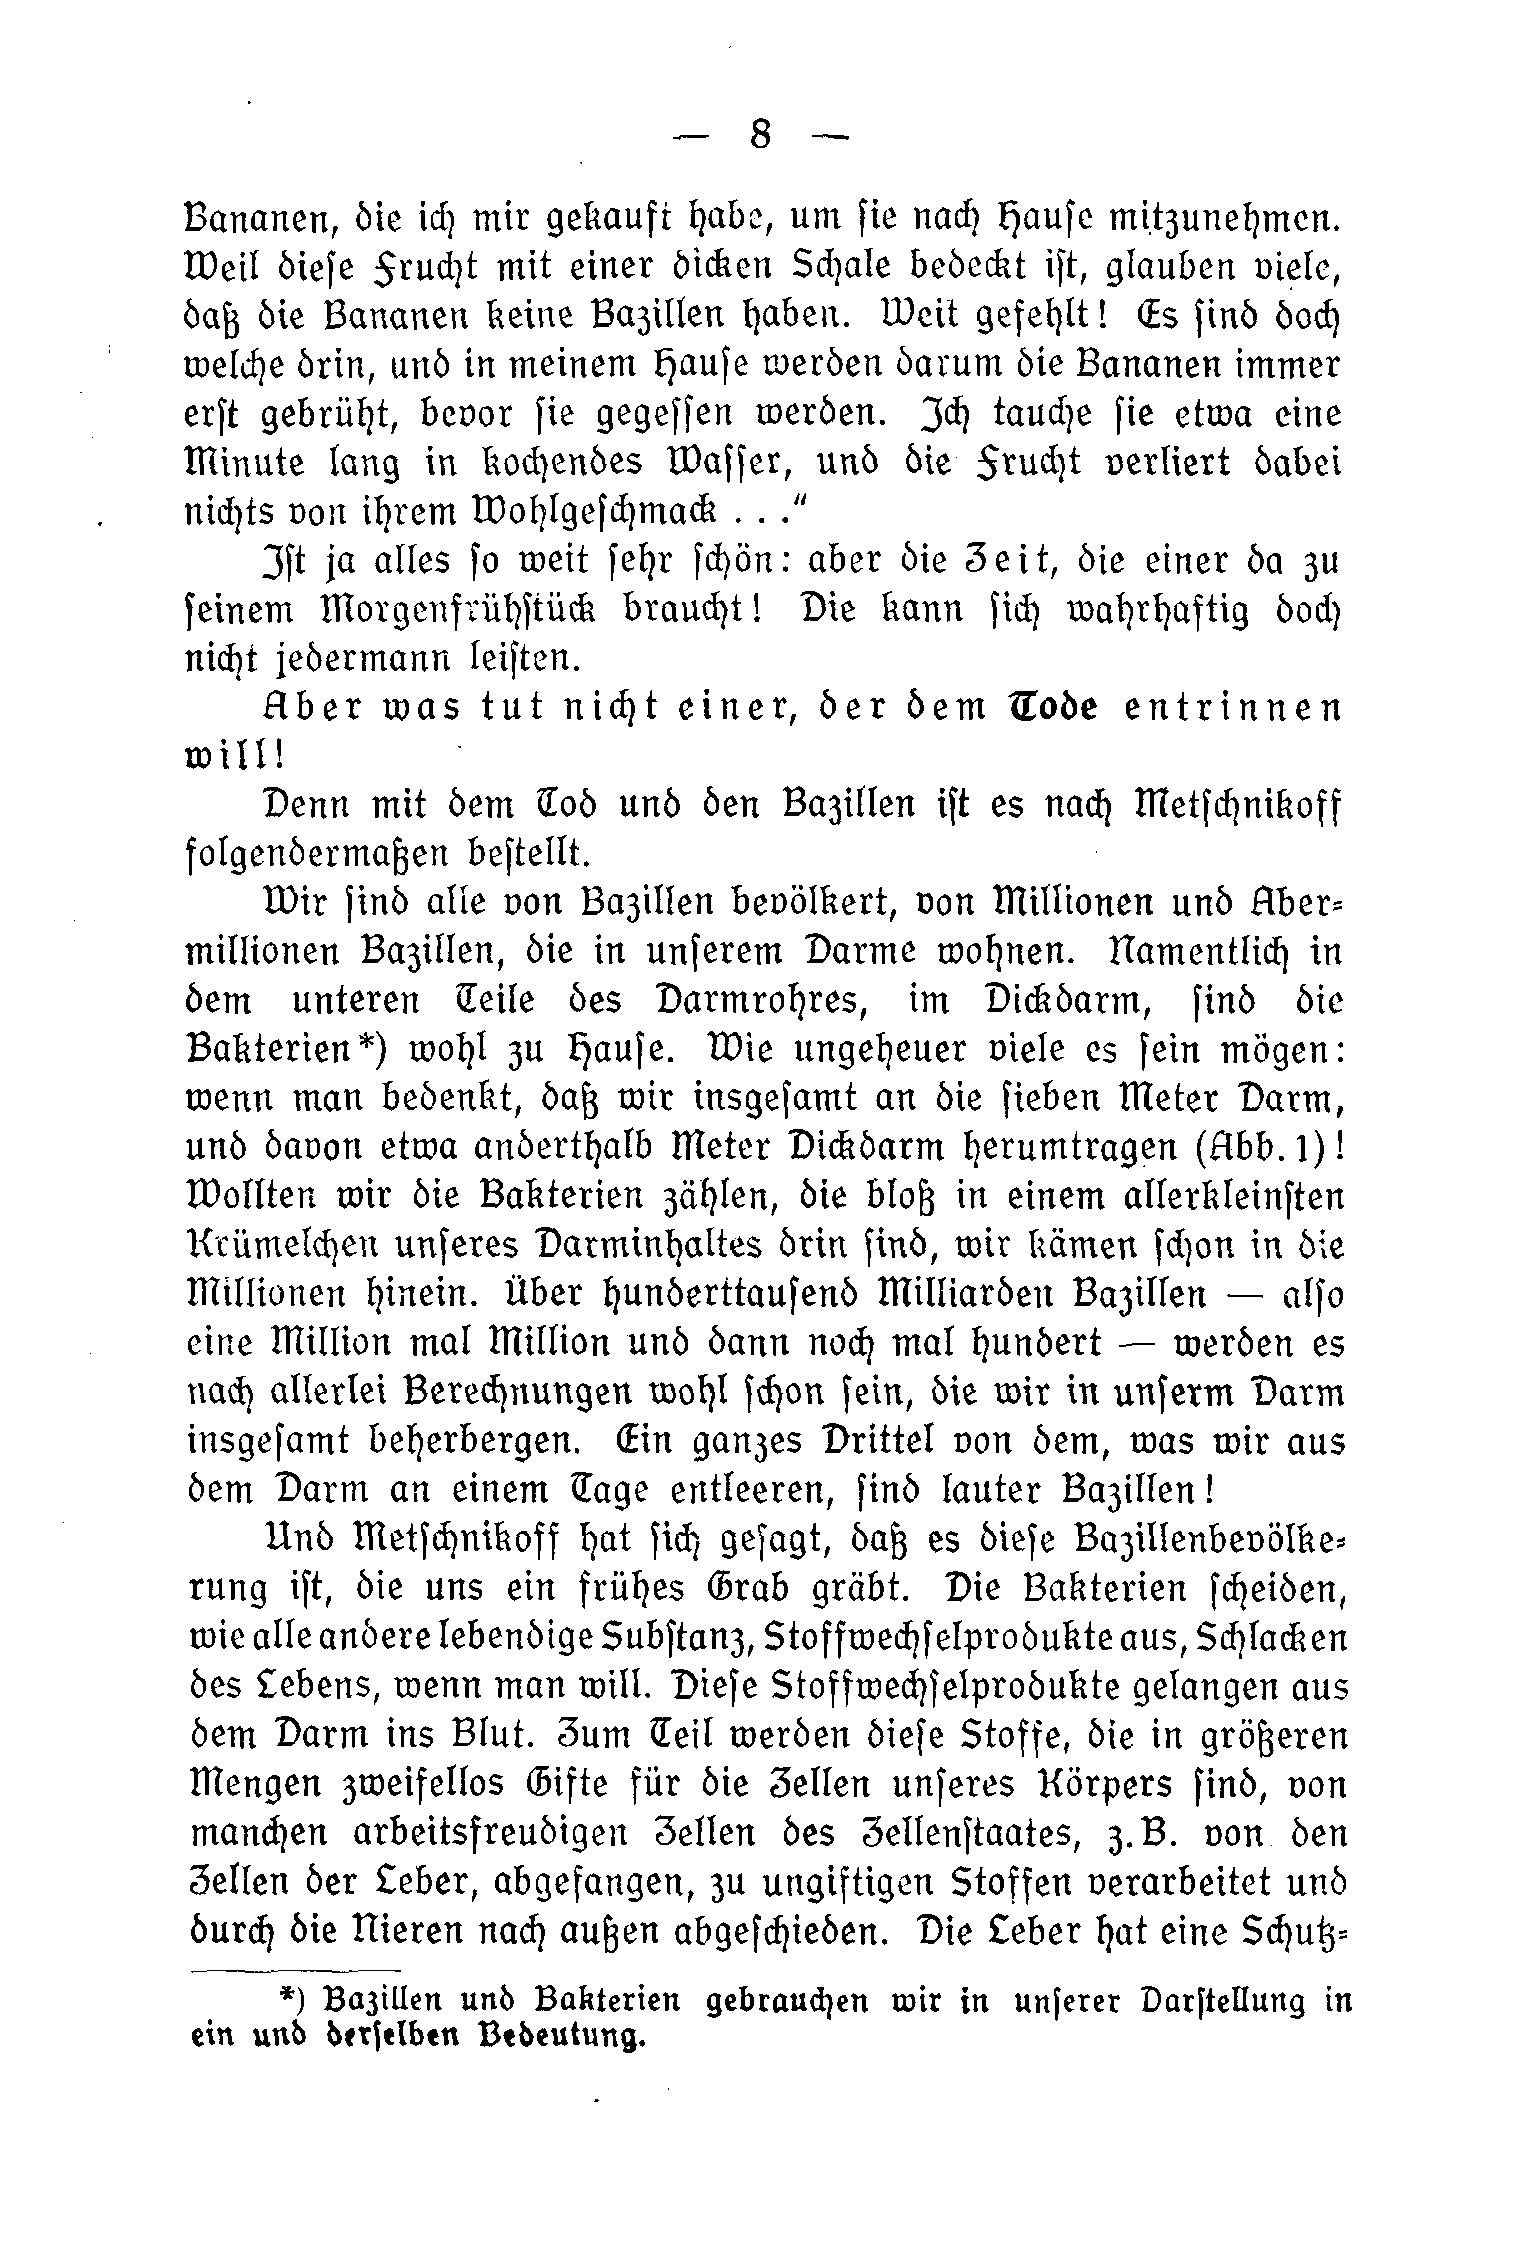 — 8 —
Bananen, die ich mir gekauft habe, um ſie nach Hauſe mitzunehmen.
Weil dieſe Frucht mit einer dicken Schale bedeckt iſt, glauben viele,
daß die Bananen keine Bazillen haben. Weit gefehlt! Es ſind doch
welche drin, und in meinem Hauſe werden darum die Bananen immer
erſt gebrüht, bevor ſie gegeſſen werden. Ich tauche ſie etwa eine
Minute lang in kochendes Waſſer, und die Frucht verliert dabei
nichts von ihrem Wohlgeſchmack . . .“
Iſt ja alles ſo weit ſehr ſchön: aber die Zeit, die einer da zu
ſeinem Morgenfrühſtück braucht! Die kann ſich wahrhaftig doch
nicht jedermann leiſten.
Aber was tut nicht einer, der dem Tode entrinnen
will!
Denn mit dem Tod und den Bazillen iſt es nach Metſchnikoff
folgendermaßen beſtellt.
Wir ſind alle von Bazillen bevölkert, von Millionen und Aber-
millionen Bazillen, die in unſerem Darme wohnen. Namentlich in
dem unteren Teile des Darmrohres, im Dickdarm, ſind die
Bakterien*) wohl zu Hauſe. Wie ungeheuer viele es ſein mögen:
wenn man bedenkt, daß wir insgeſamt an die ſieben Meter Darm,
und davon etwa anderthalb Meter Dickdarm herumtragen (Abb. 1)!
Wollten wir die Bakterien zählen, die bloß in einem allerkleinſten
Krümelchen unſeres Darminhaltes drin ſind, wir kämen ſchon in die
Millionen hinein. Über hunderttauſend Milliarden Bazillen — alſo
eine Million mal Million und dann noch mal hundert — werden es
nach allerlei Berechnungen wohl ſchon ſein, die wir in unſerm Darm
insgeſamt beherbergen. Ein ganzes Drittel von dem, was wir aus
dem Darm an einem Tage entleeren, ſind lauter Bazillen!
Und Metſchnikoff hat ſich geſagt, daß es dieſe Bazillenbevölke-
rung iſt, die uns ein frühes Grab gräbt. Die Bakterien ſcheiden,
wie alle andere lebendige Subſtanz, Stoffwechſelprodukte aus, Schlacken
des Lebens, wenn man will. Dieſe Stoffwechſelprodukte gelangen aus
dem Darm ins Blut. Zum Teil werden dieſe Stoffe, die in größeren
Mengen zweifellos Gifte für die Zellen unſeres Körpers ſind, von
manchen arbeitsfreudigen Zellen des Zellenſtaates, z. B. von den
Zellen der Leber, abgefangen, zu ungiftigen Stoffen verarbeitet und
durch die Nieren nach außen abgeſchieden. Die Leber hat eine Schutz-
*) Bazillen und Bakterien gebrauchen wir in unſerer Darſtellung in
ein und derſelben Bedeutung.